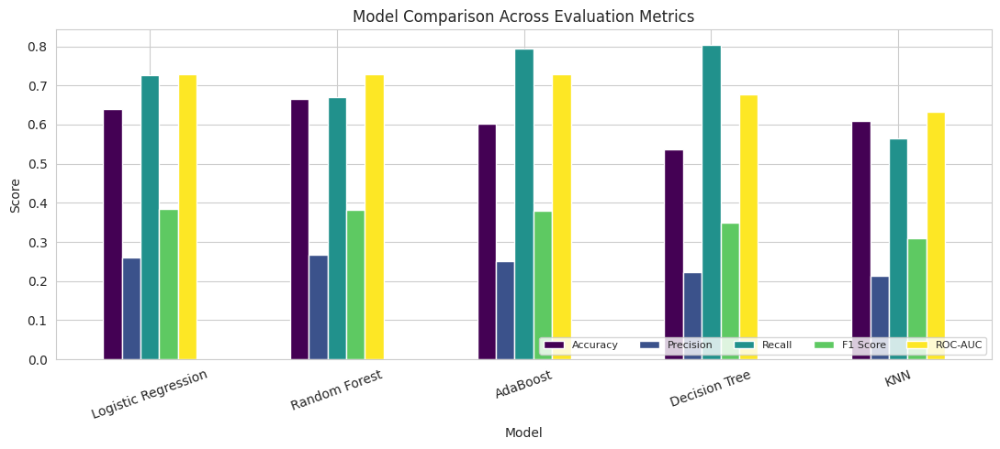 Model Comparison Across Evaluation Metrics
Score
0.8
0.7
0.6
0.5
0.4
0.3
0.2
0.1
0.0
Accuracy Precision Recall F1 Score ROC-AUC
Logistic Regression Random Forest AdaBoost Decision Tree KNN
Model